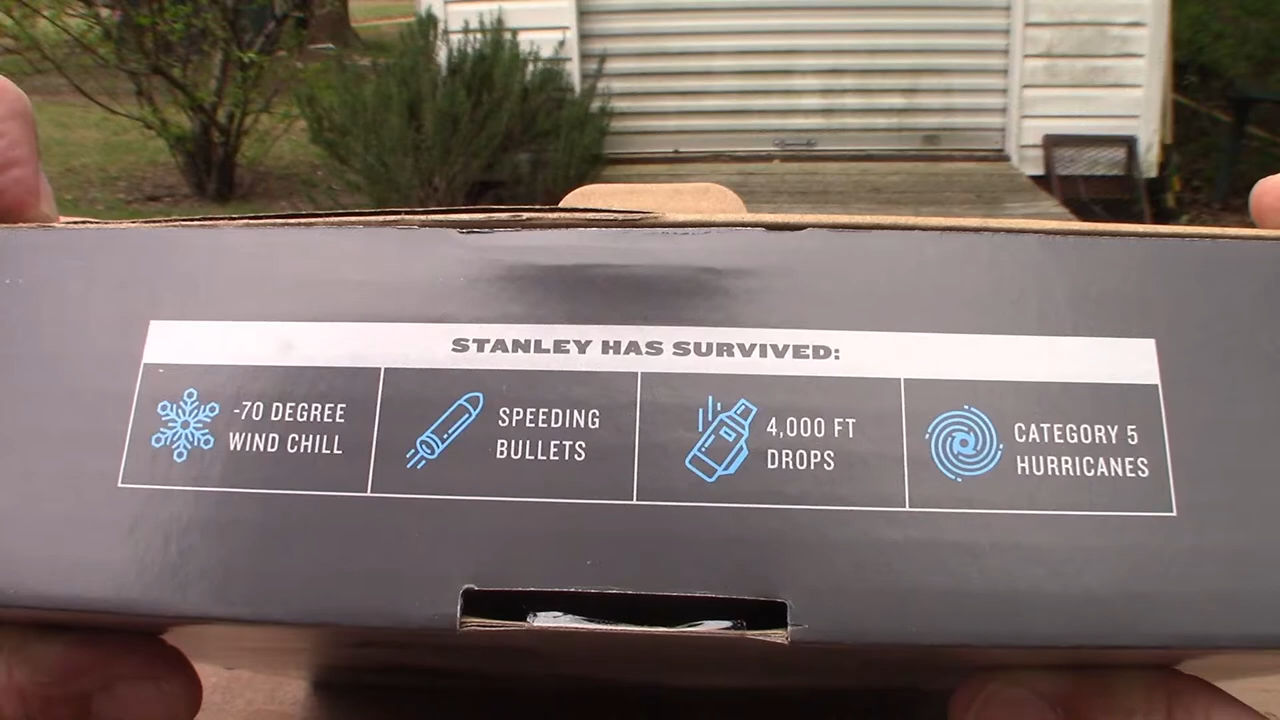 STANLEY HAS SURVIVED:
-70 DEGREE
WIND CHILL
SPEEDING
BULLETS
4,000 FT
DROPS
CATEGORY 5
HURRICANES